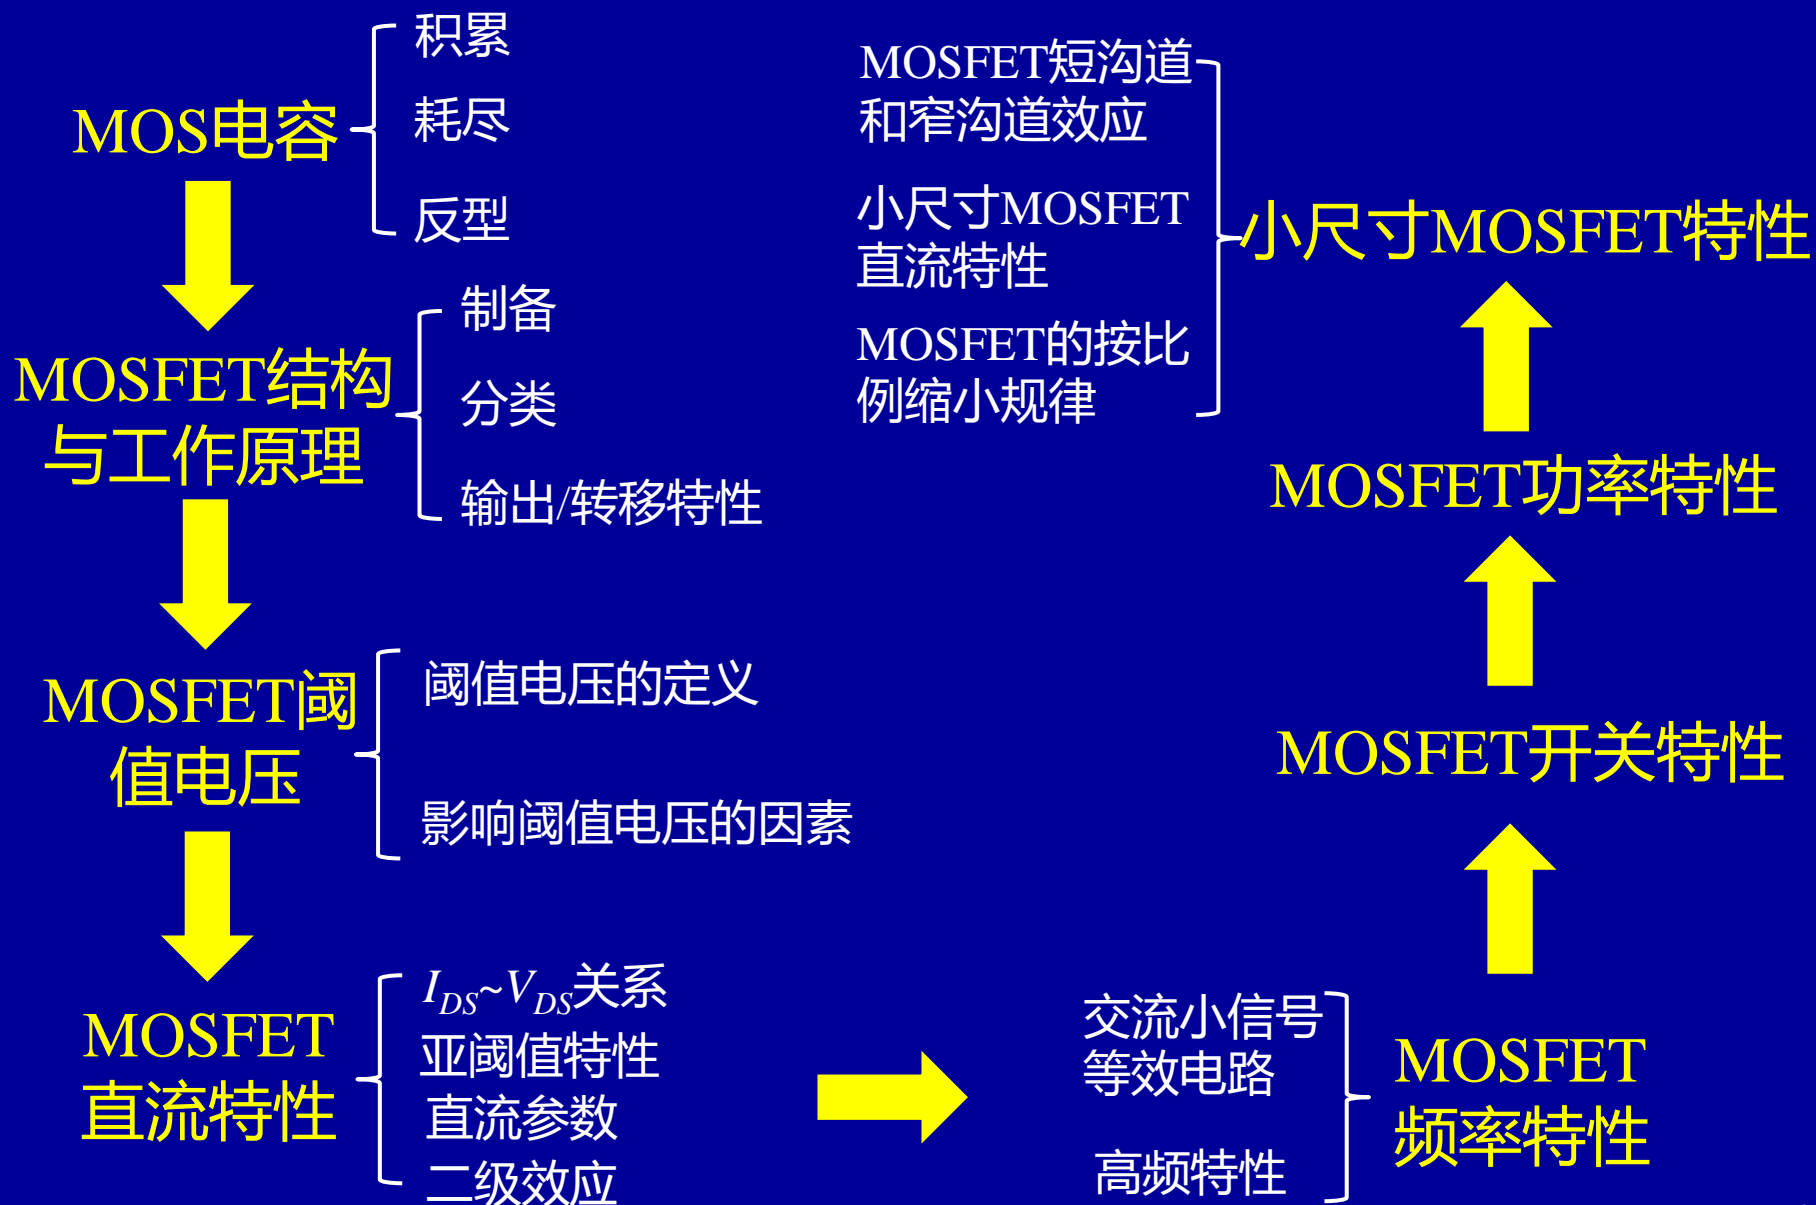 MOS电容
积累
耗尽
反型
MOSFET结构
与工作原理
制备
分类
输出/转移特性
MOSFET阈
值电压
阈值电压的定义
影响阈值电压的因素
MOSFET
直流特性
I_DS~V_DS关系
亚阈值特性
直流参数
二级效应
交流小信号
等效电路
高频特性
MOSFET
频率特性
MOSFET开关特性
MOSFET功率特性
小尺寸MOSFET特性
MOSFET短沟道
和窄沟道效应
小尺寸MOSFET
直流特性
MOSFET的按比
例缩小规律